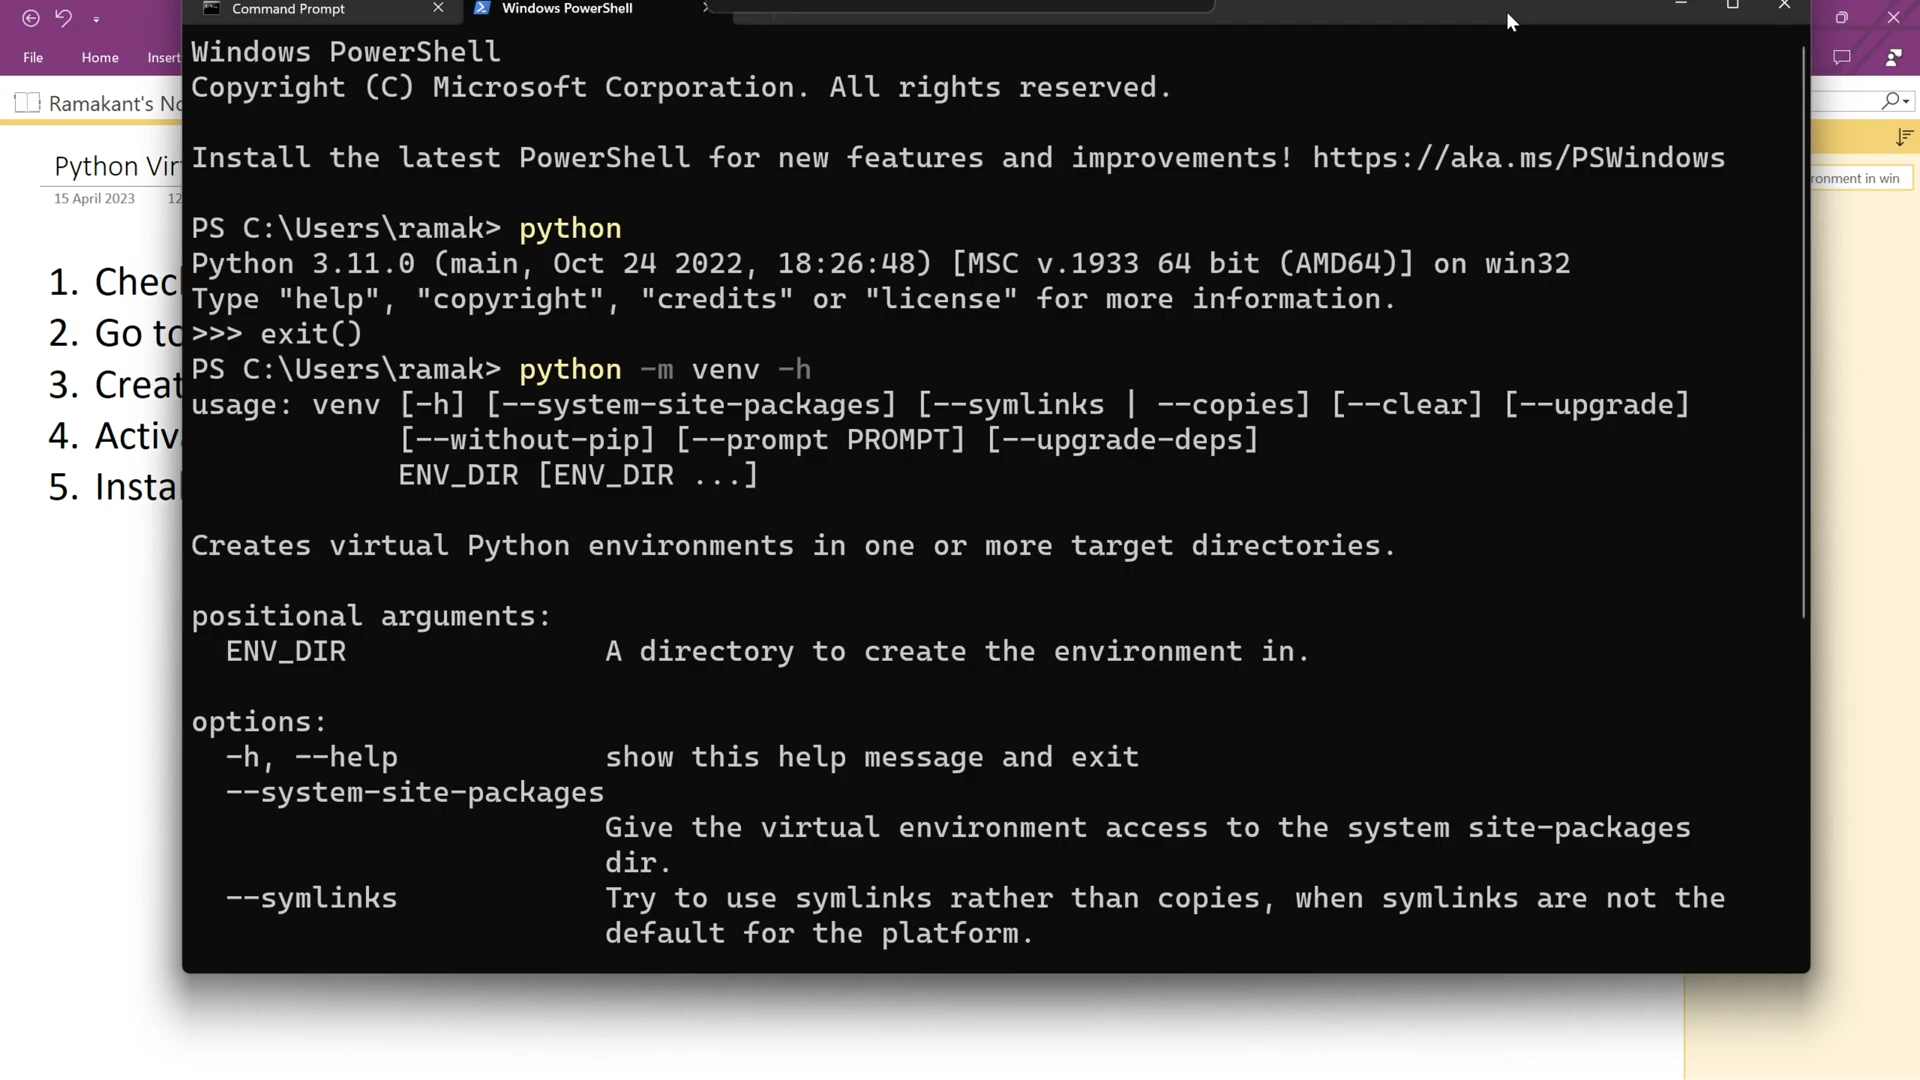 Command Prompt
Windows PowerShell
File
Home
Insert
Ramakant's
Python
15 April 2023
ronment in win
1.
2. Go to
3.
4.
5.
Windows PowerShell
Copyright (C) Microsoft Corporation. All rights reserved.
Install the latest PowerShell for new features and improvements! https://aka.ms/PSWindows
PS C:\Users\ramak> python
Python 3.11.0 (main, Oct 24 2022, 18:26:48) [MSC v.1933 64 bit (AMD64)] on win32
Type "help", "copyright", "credits" or "license" for more information.
>>> exit()
PS C:\Users\ramak> python -m venv -h
usage: venv [-h] [--system-site-packages] [--symlinks | --copies] [--clear] [--upgrade]
[--without-pip] [--prompt PROMPT] [--upgrade-deps]
ENV_DIR [ENV_DIR ...]
Creates virtual Python environments in one or more target directories.
positional arguments:
ENV_DIR A directory to create the environment in.
options:
-h, --help show this help message and exit
--system-site-packages
Give the virtual environment access to the system site-packages
dir.
--symlinks Try to use symlinks rather than copies, when symlinks are not the
default for the platform.